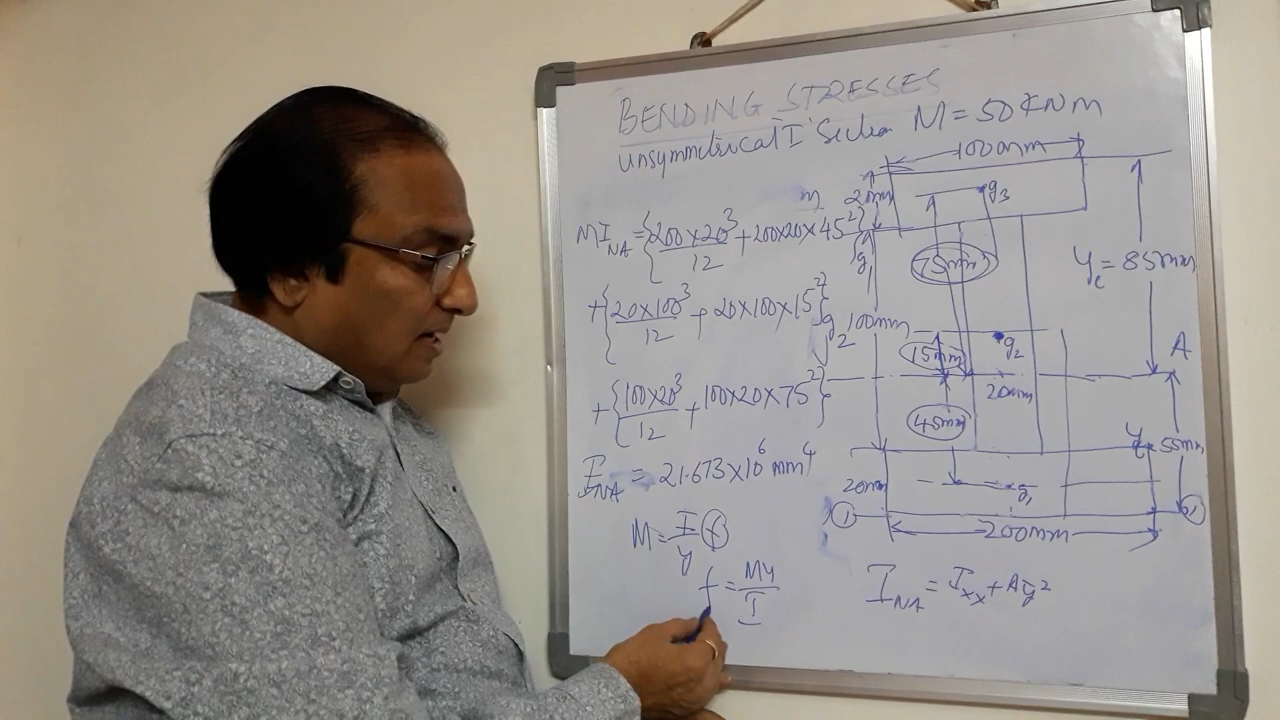 BENDING STRESSES
unsymmetrical 'I' Section M = 50 KNm
MI_NA = {200×20³/12 + 200×20×45²} g₁
+ {20×100³/12 + 20×100×15²} g₂
+ {100×20³/12 + 100×20×75²}
I_NA = 21.673×10⁶ mm⁴
M = I/y f
f = My/I
100mm
20mm
g₃
75mm
y_c = 85mm
100mm
g₂
15mm
A
20mm
45mm
y_t = 55mm
20mm
g₁
1
1
200mm
I_NA = I_xx + Aȳ²